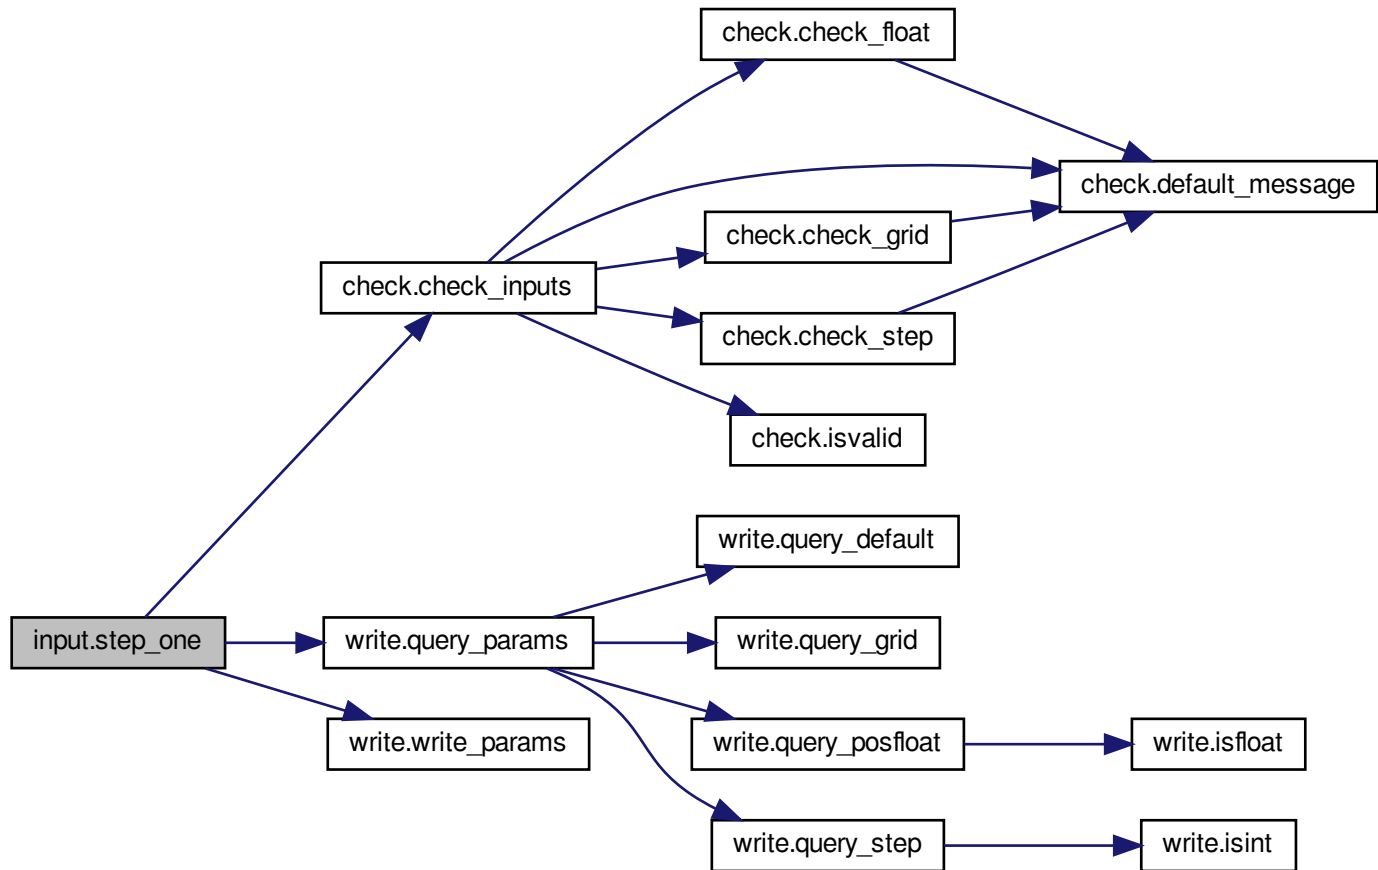 check.check_float
check.default_message
check.check_grid
check.check_inputs
check.check_step
check.isvalid
write.query_default
input.step_one
write.query_params
write.query_grid
write.write_params
write.query_posfloat
write.isfloat
write.query_step
write.isint